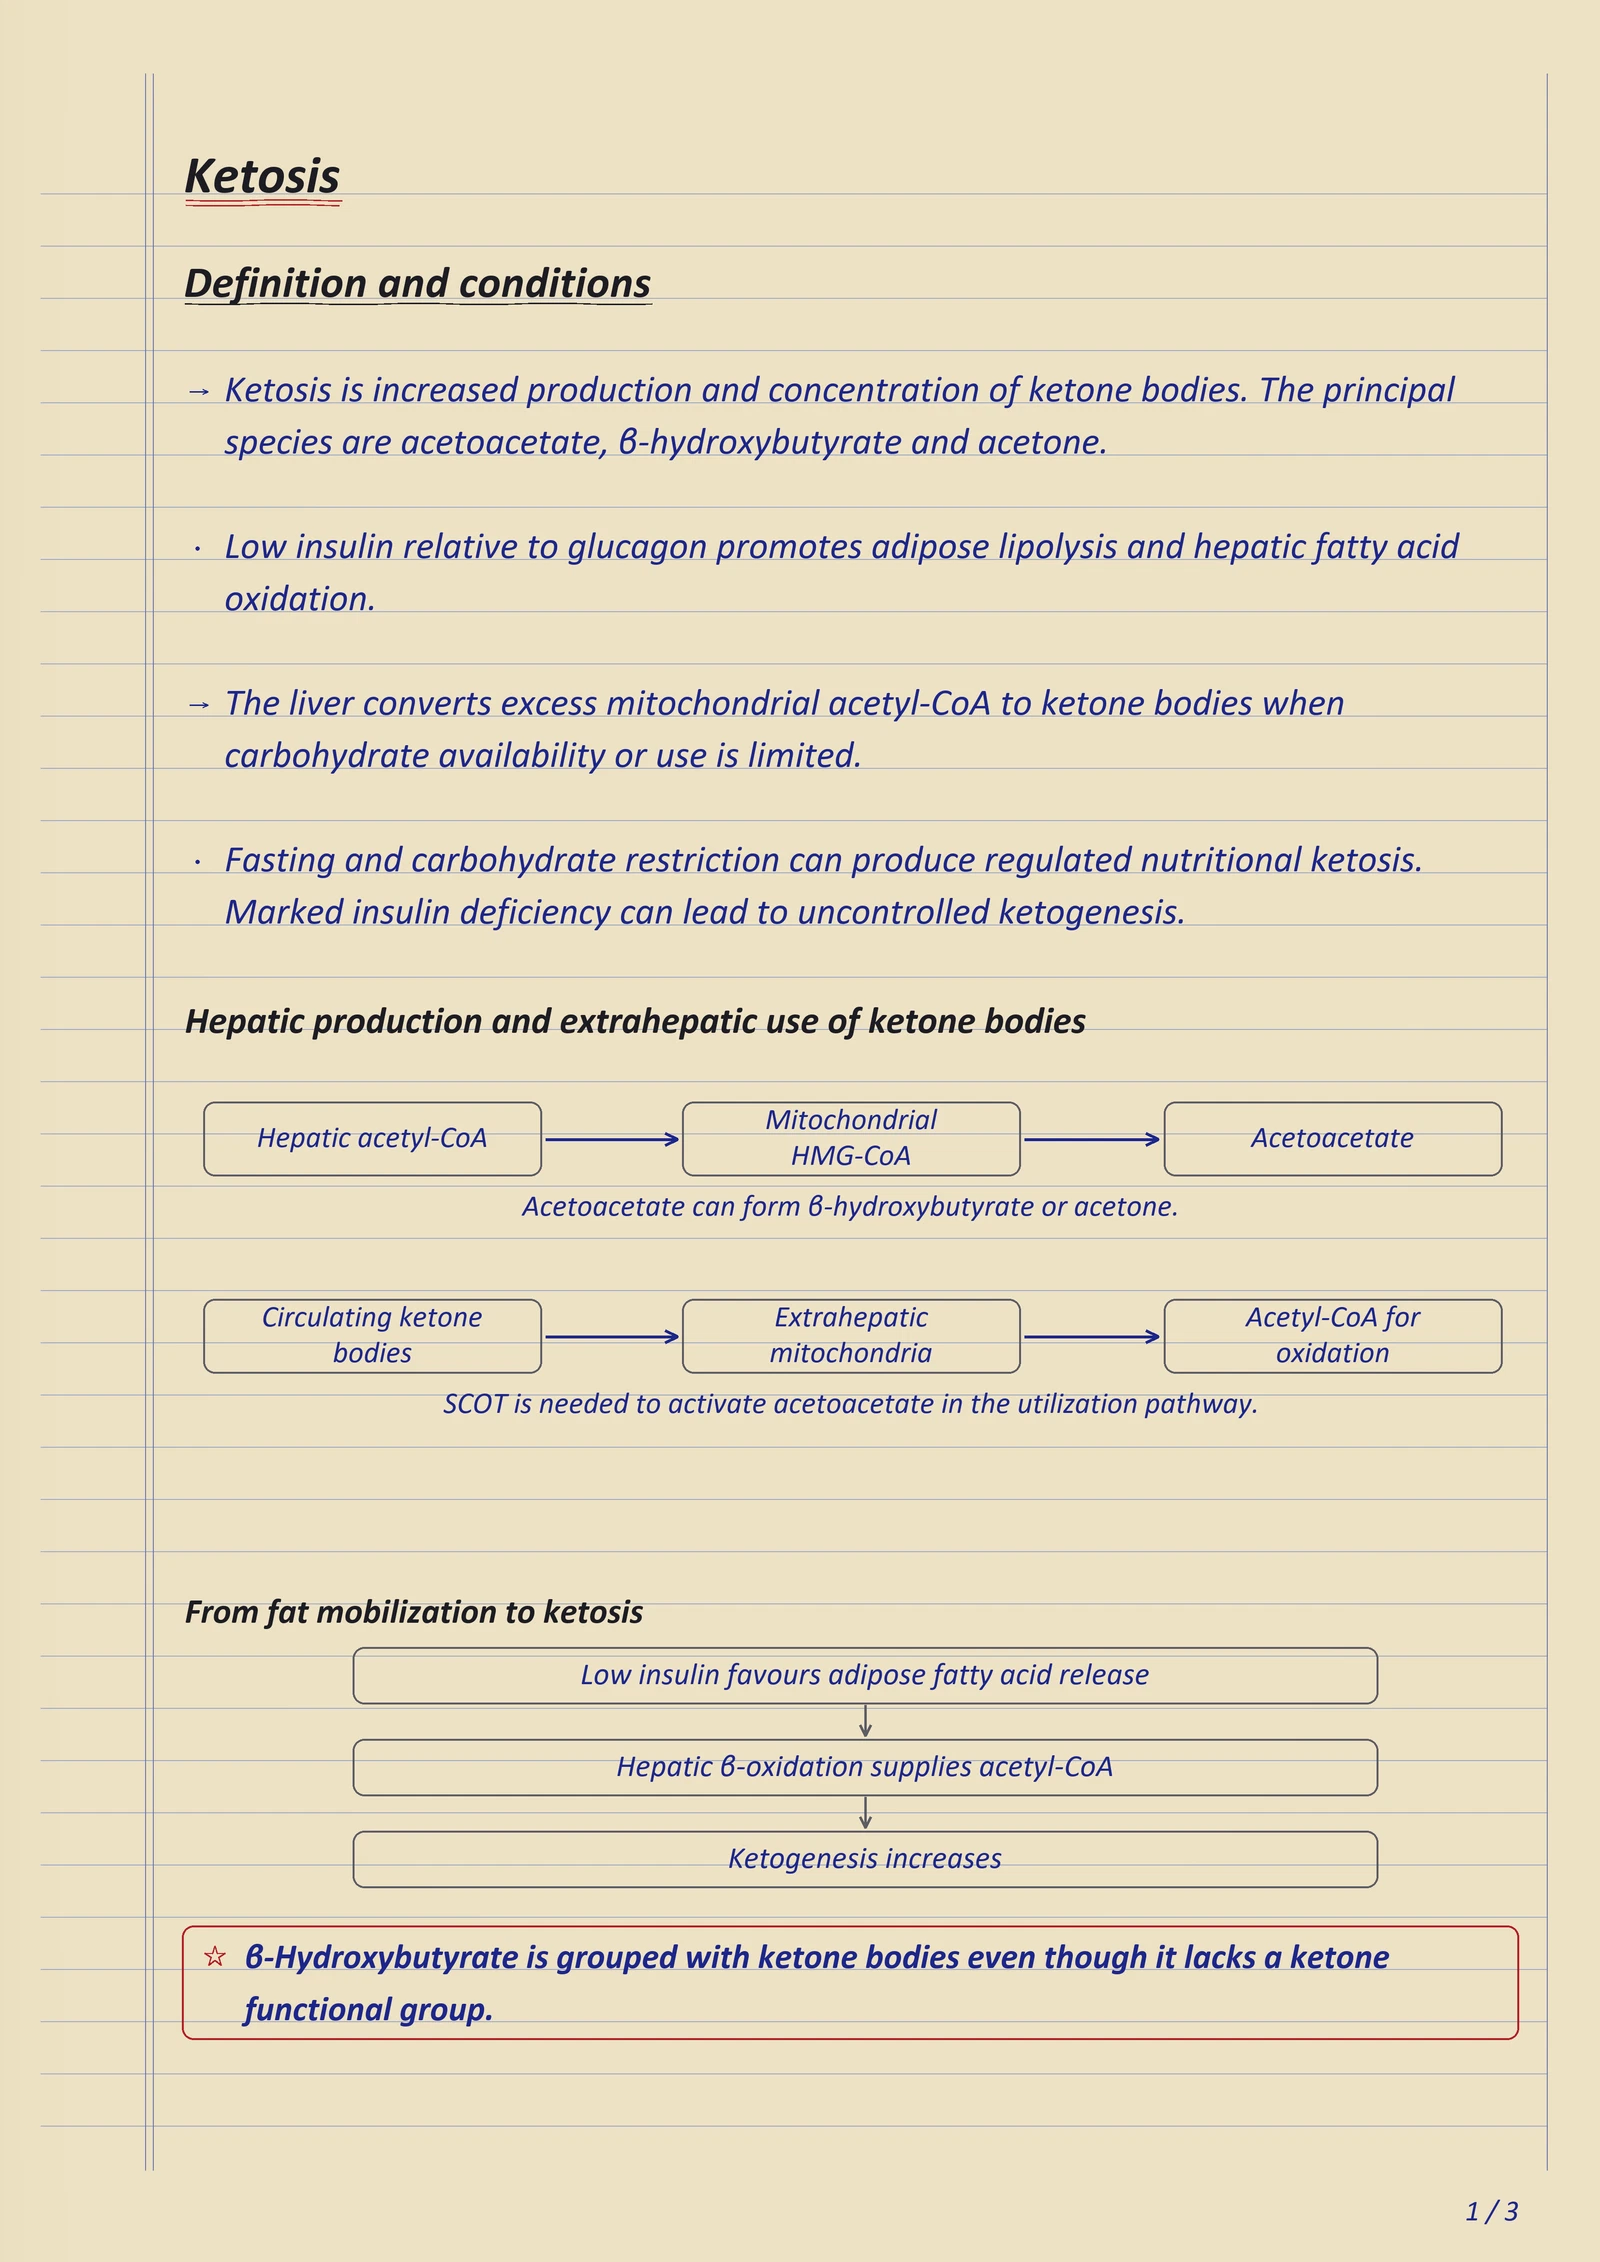 Ketosis
Definition and conditions
→ Ketosis is increased production and concentration of ketone bodies. The principal
species are acetoacetate, β-hydroxybutyrate and acetone.
· Low insulin relative to glucagon promotes adipose lipolysis and hepatic fatty acid
oxidation.
→ The liver converts excess mitochondrial acetyl-CoA to ketone bodies when
carbohydrate availability or use is limited.
· Fasting and carbohydrate restriction can produce regulated nutritional ketosis.
Marked insulin deficiency can lead to uncontrolled ketogenesis.
Hepatic production and extrahepatic use of ketone bodies
Hepatic acetyl-CoA
Mitochondrial
HMG-CoA
Acetoacetate
Acetoacetate can form β-hydroxybutyrate or acetone.
Circulating ketone
bodies
Extrahepatic
mitochondria
Acetyl-CoA for
oxidation
SCOT is needed to activate acetoacetate in the utilization pathway.
From fat mobilization to ketosis
Low insulin favours adipose fatty acid release
Hepatic β-oxidation supplies acetyl-CoA
Ketogenesis increases
☆ β-Hydroxybutyrate is grouped with ketone bodies even though it lacks a ketone
functional group.
1 / 3